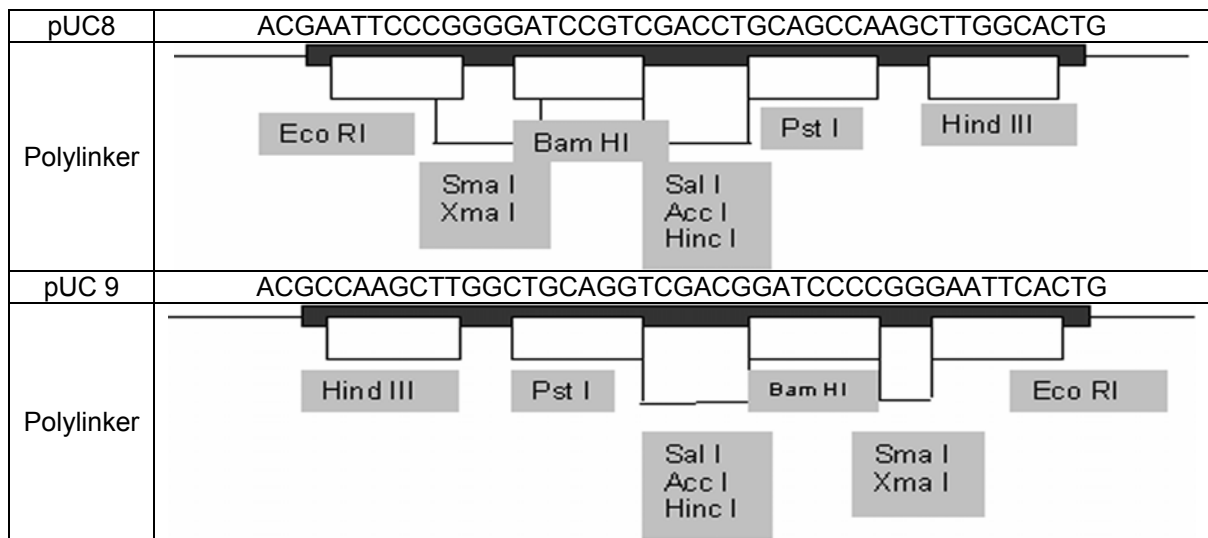 pUC8 ACGAATTCCCGGGGATCCGTCGACCTGCAGCCAAGCTTGGCACTG
Polylinker
Eco RI
Sma I
Xma I
Bam HI
Sal I
Acc I
Hinc I
Pst I
Hind III
pUC 9 ACGCCAAGCTTGGCTGCAGGTCGACGGATCCCCGGGAATTCACTG
Polylinker
Hind III
Pst I
Sal I
Acc I
Hinc I
Bam HI
Sma I
Xma I
Eco RI